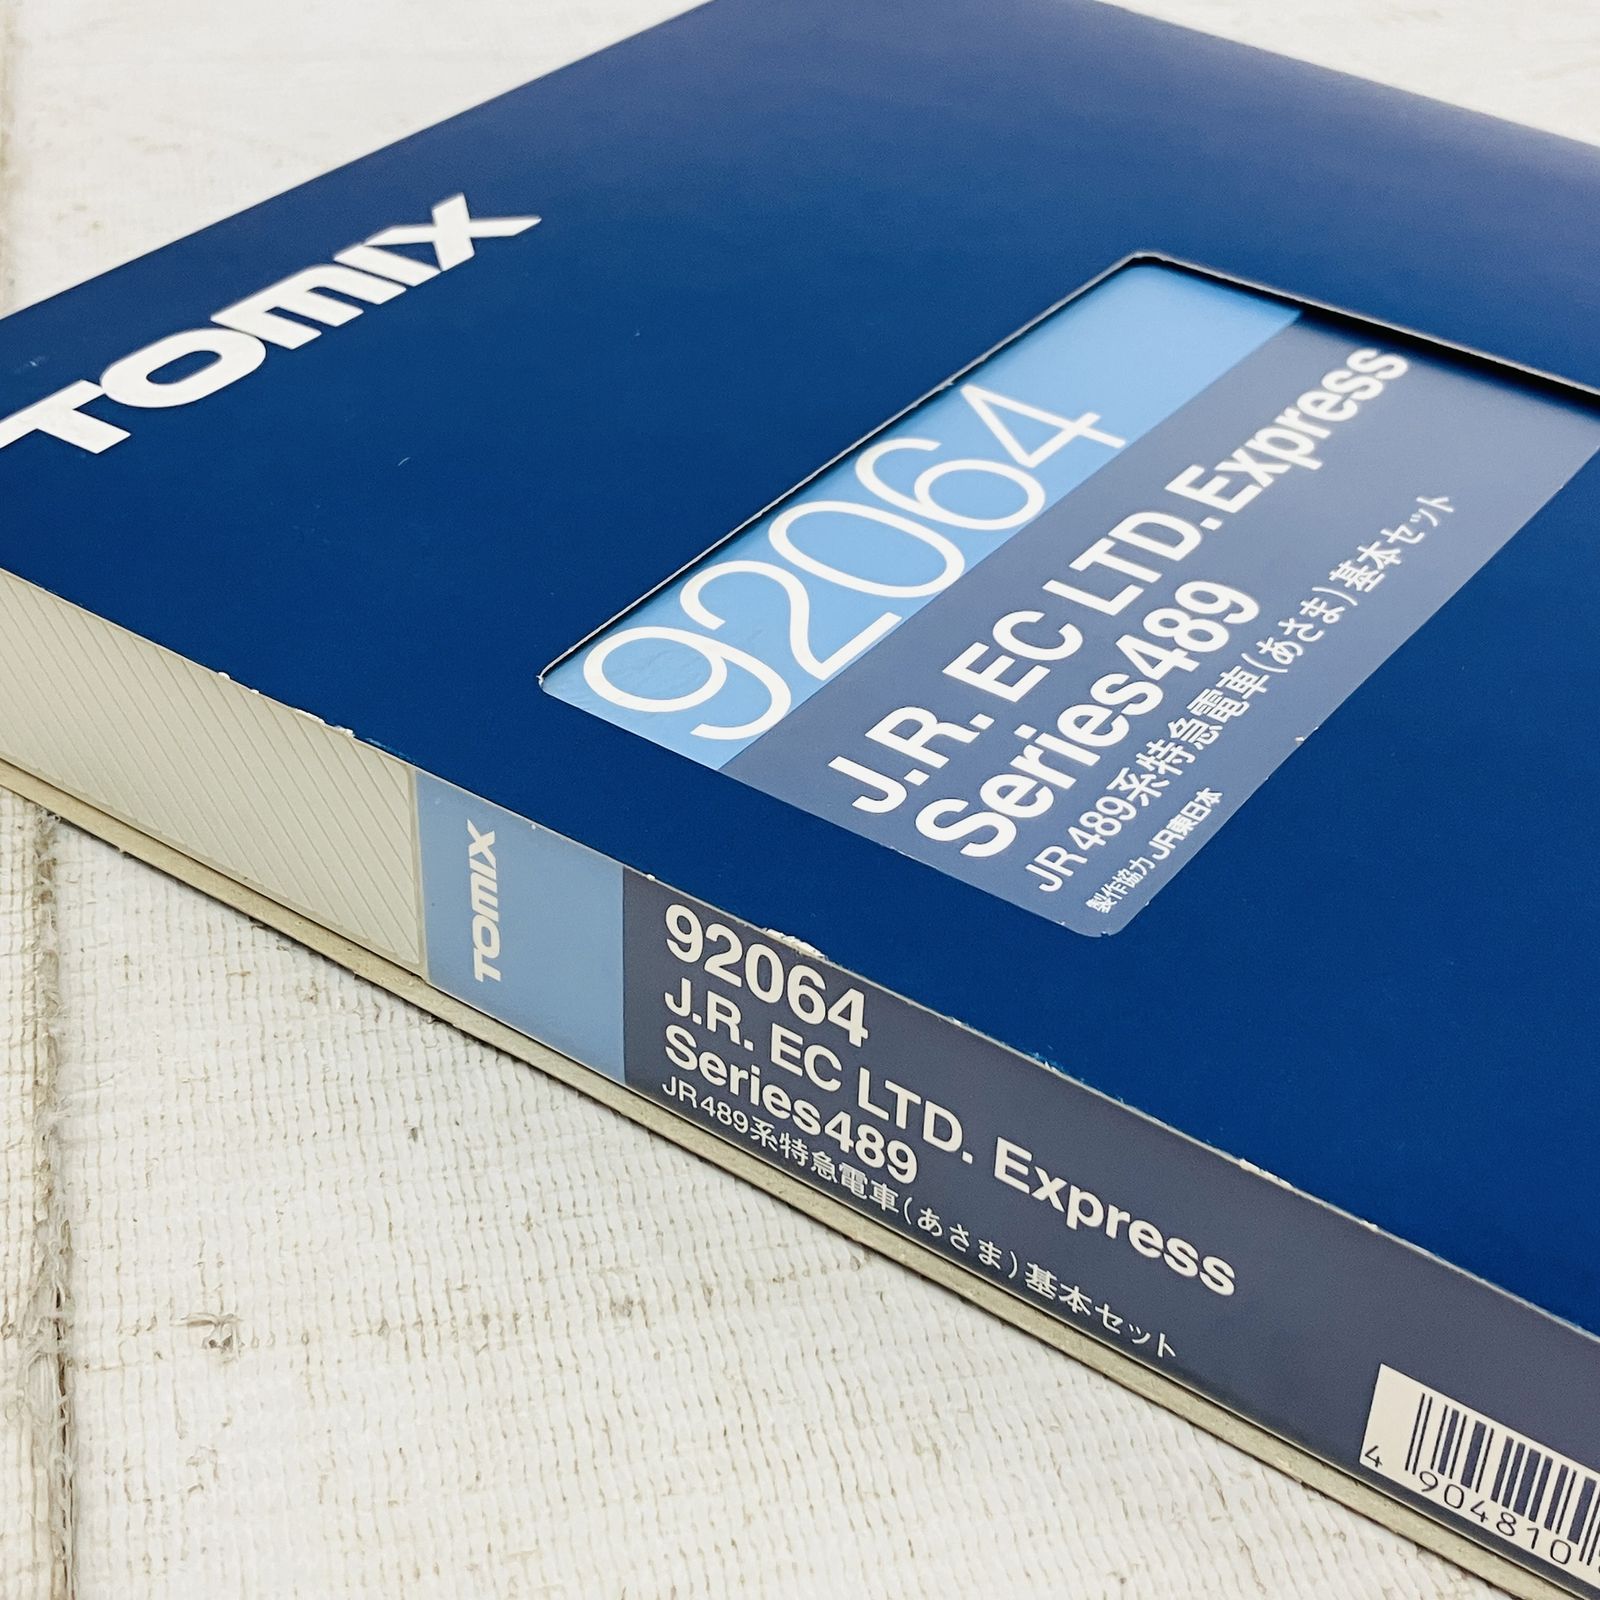 TOMIX
92064
J.R. EC LTD. Express
Series489
JR489系特急電車(あさま)基本セット
製作協力 JR東日本
TOMIX
92064
J.R. EC LTD. Express
Series489
JR489系特急電車(あさま)基本セット
4 904810